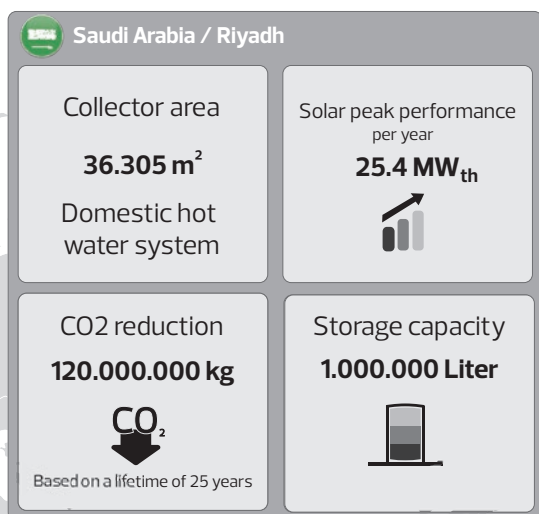 Saudi Arabia / Riyadh
Collector area
36.305 m²
Domestic hot
water system
Solar peak performance
per year
25.4 MWth
CO2 reduction
120.000.000 kg
CO₂
Based on a lifetime of 25 years
Storage capacity
1.000.000 Liter